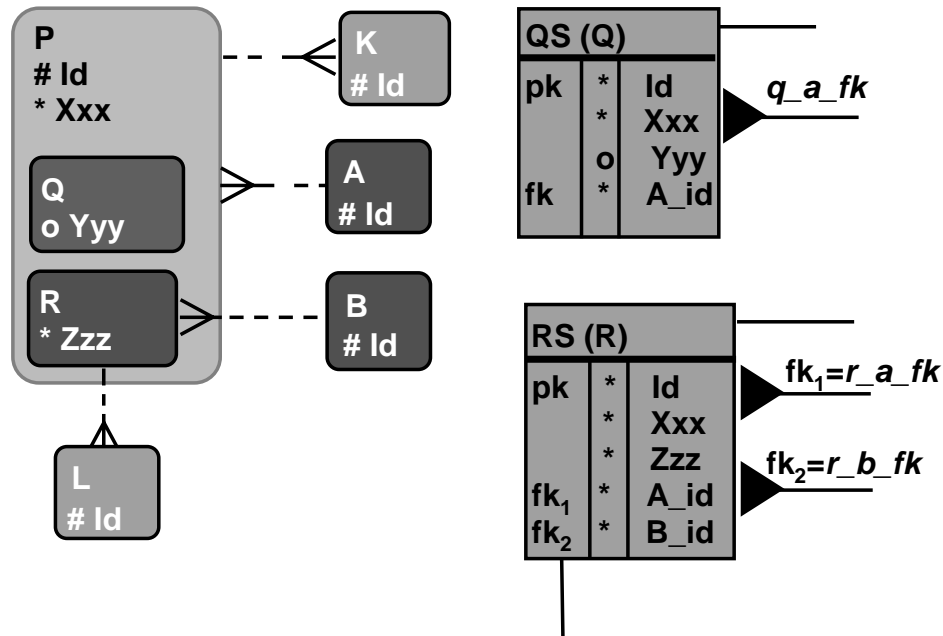 P
# Id
* Xxx
Q
o Yyy
R
* Zzz
K
# Id
A
# Id
B
# Id
L
# Id
QS (Q)
pk * Id
* Xxx
o Yyy
fk * A_id
q_a_fk
RS (R)
pk * Id
* Xxx
* Zzz
fk₁ * A_id
fk₂ * B_id
fk₁=r_a_fk
fk₂=r_b_fk